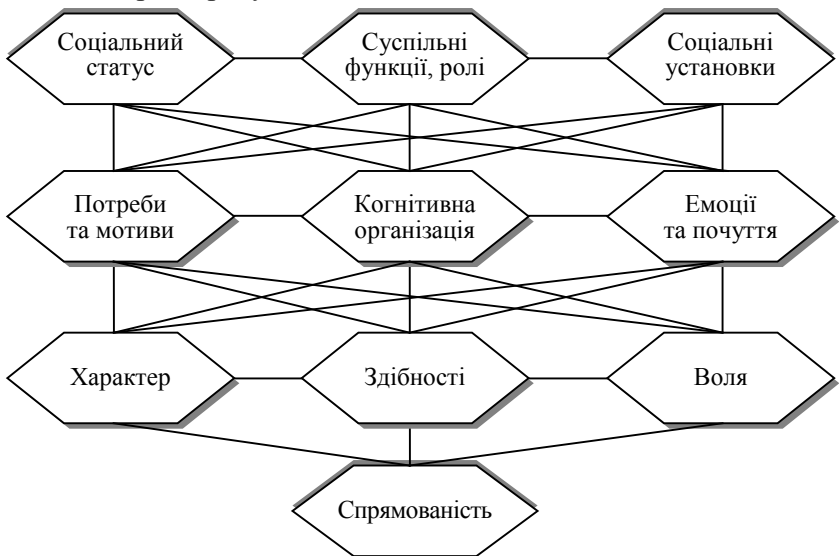 Соціальний
статус
Суспільні
функції, ролі
Соціальні
установки
Потреби
та мотиви
Когнітивна
організація
Емоції
та почуття
Характер
Здібності
Воля
Спрямованість